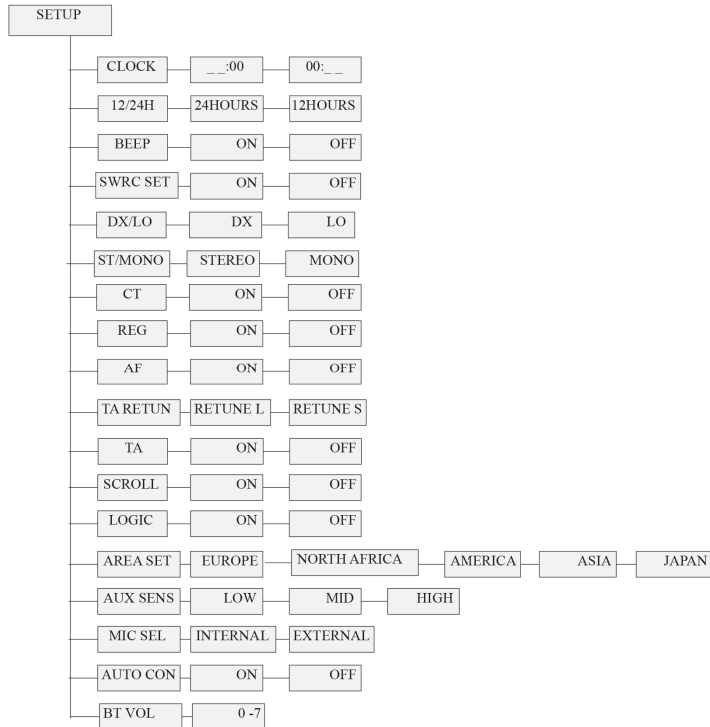 SETUP
CLOCK _ _:00 00:_ _
12/24H 24HOURS 12HOURS
BEEP ON OFF
SWRC SET ON OFF
DX/LO DX LO
ST/MONO STEREO MONO
CT ON OFF
REG ON OFF
AF ON OFF
TA RETUN RETUNE L RETUNE S
TA ON OFF
SCROLL ON OFF
LOGIC ON OFF
AREA SET EUROPE NORTH AFRICA AMERICA ASIA JAPAN
AUX SENS LOW MID HIGH
MIC SEL INTERNAL EXTERNAL
AUTO CON ON OFF
BT VOL 0 -7